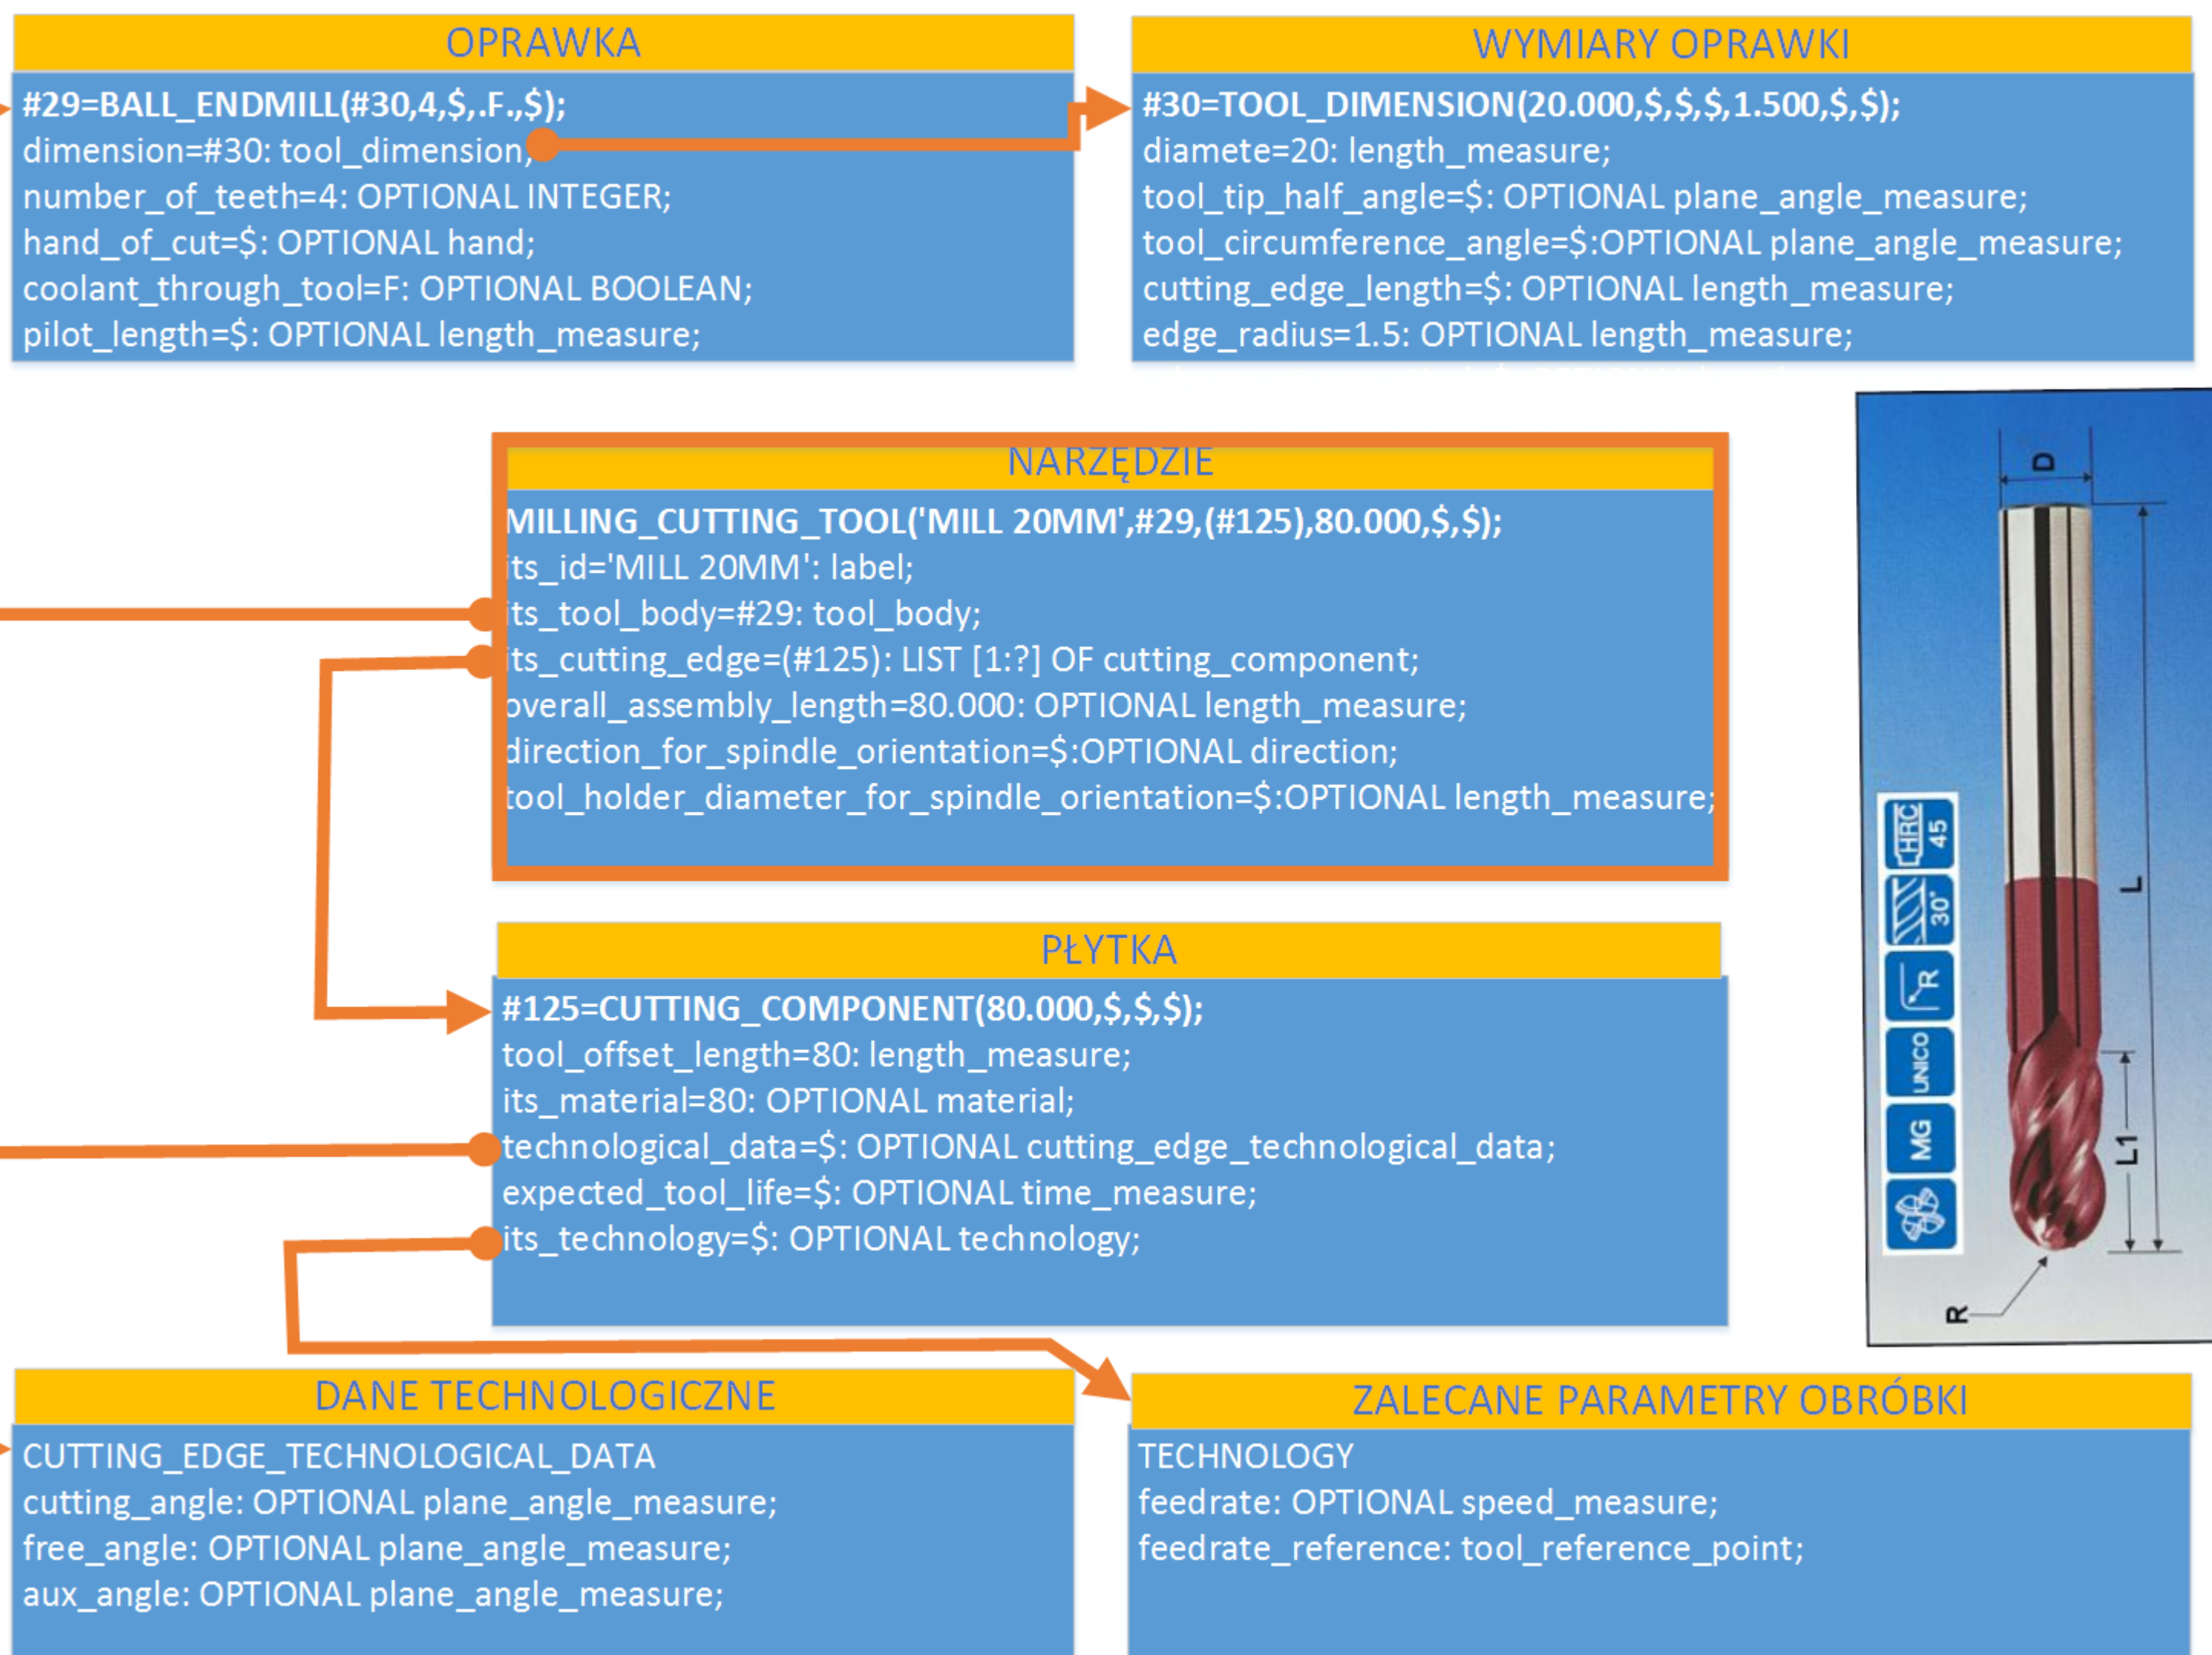 OPRAWKA
#29=BALL_ENDMILL(#30,4,$,.F.,$);
dimension=#30: tool_dimension;
number_of_teeth=4: OPTIONAL INTEGER;
hand_of_cut=$: OPTIONAL hand;
coolant_through_tool=F: OPTIONAL BOOLEAN;
pilot_length=$: OPTIONAL length_measure;
WYMIARY OPRAWKI
#30=TOOL_DIMENSION(20.000,$,$,$,1.500,$,$);
diamete=20: length_measure;
tool_tip_half_angle=$: OPTIONAL plane_angle_measure;
tool_circumference_angle=$:OPTIONAL plane_angle_measure;
cutting_edge_length=$: OPTIONAL length_measure;
edge_radius=1.5: OPTIONAL length_measure;
NARZĘDZIE
MILLING_CUTTING_TOOL('MILL 20MM',#29,(#125),80.000,$,$);
its_id='MILL 20MM': label;
its_tool_body=#29: tool_body;
its_cutting_edge=(#125): LIST [1:?] OF cutting_component;
overall_assembly_length=80.000: OPTIONAL length_measure;
direction_for_spindle_orientation=$:OPTIONAL direction;
tool_holder_diameter_for_spindle_orientation=$:OPTIONAL length_measure;
PŁYTKA
#125=CUTTING_COMPONENT(80.000,$,$,$);
tool_offset_length=80: length_measure;
its_material=80: OPTIONAL material;
technological_data=$: OPTIONAL cutting_edge_technological_data;
expected_tool_life=$: OPTIONAL time_measure;
its_technology=$: OPTIONAL technology;
D
L
L1
R
HRC
45
30°
R
UNICO
MG
DANE TECHNOLOGICZNE
CUTTING_EDGE_TECHNOLOGICAL_DATA
cutting_angle: OPTIONAL plane_angle_measure;
free_angle: OPTIONAL plane_angle_measure;
aux_angle: OPTIONAL plane_angle_measure;
ZALECANE PARAMETRY OBRÓBKI
TECHNOLOGY
feedrate: OPTIONAL speed_measure;
feedrate_reference: tool_reference_point;